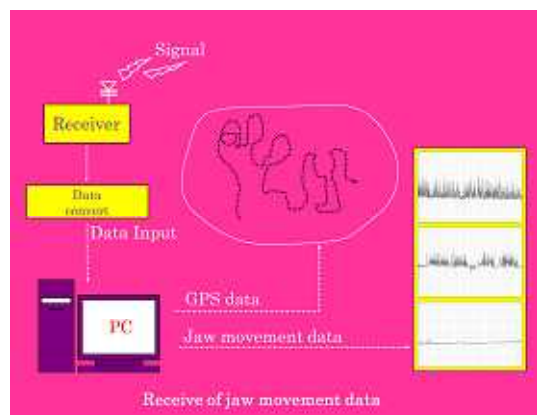 Signal
Receiver
Data
convert
Data Input
GPS data
PC
Jaw movement data
Receive of jaw movement data